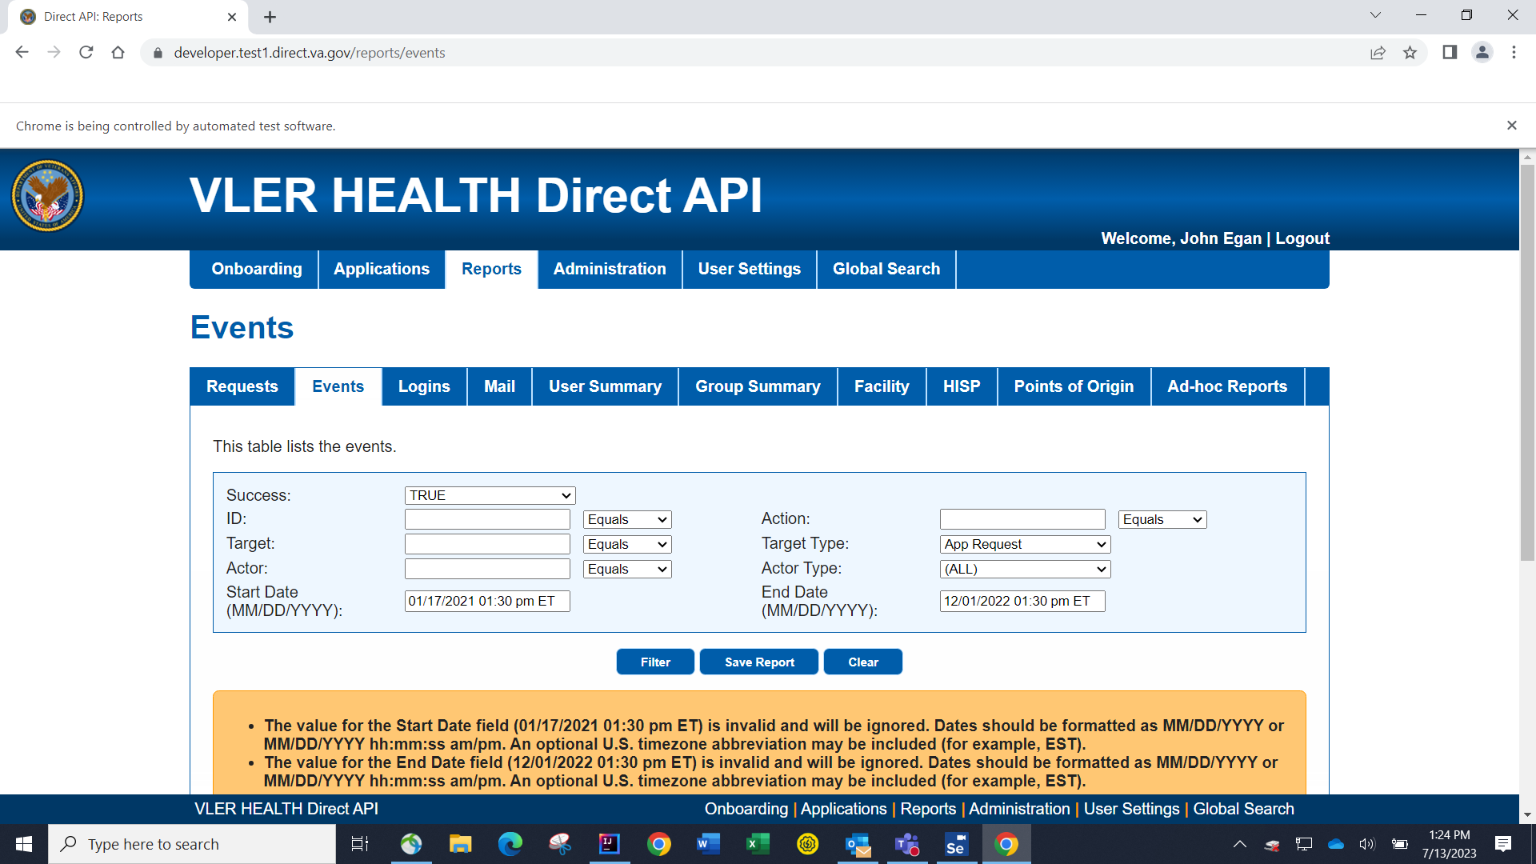 Direct API: Reports
developer.test1.direct.va.gov/reports/events
Chrome is being controlled by automated test software.
VLER HEALTH Direct API
Welcome, John Egan | Logout
Onboarding Applications Reports Administration User Settings Global Search
Events
Requests Events Logins Mail User Summary Group Summary Facility HISP Points of Origin Ad-hoc Reports
This table lists the events.
Success: TRUE
ID: Equals Action: Equals
Target: Equals Target Type: App Request
Actor: Equals Actor Type: (ALL)
Start Date End Date
(MM/DD/YYYY): 01/17/2021 01:30 pm ET (MM/DD/YYYY): 12/01/2022 01:30 pm ET
Filter Save Report Clear
• The value for the Start Date field (01/17/2021 01:30 pm ET) is invalid and will be ignored. Dates should be formatted as MM/DD/YYYY or
MM/DD/YYYY hh:mm:ss am/pm. An optional U.S. timezone abbreviation may be included (for example, EST).
• The value for the End Date field (12/01/2022 01:30 pm ET) is invalid and will be ignored. Dates should be formatted as MM/DD/YYYY or
MM/DD/YYYY hh:mm:ss am/pm. An optional U.S. timezone abbreviation may be included (for example, EST).
VLER HEALTH Direct API Onboarding | Applications | Reports | Administration | User Settings | Global Search
Type here to search
1:24 PM
7/13/2023